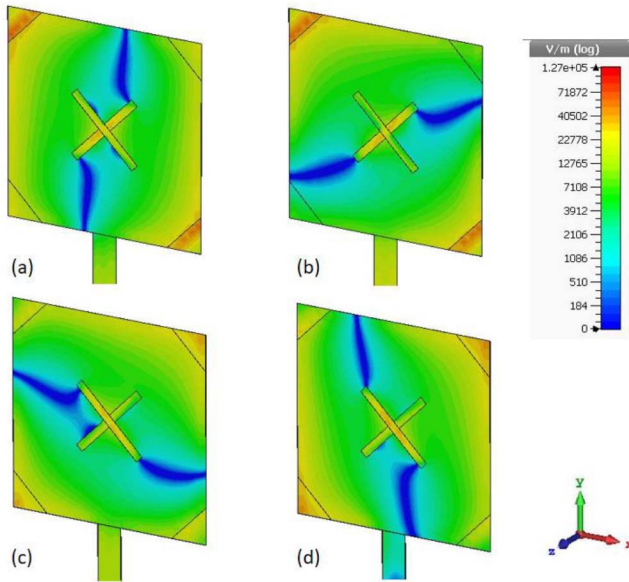 V/m (log)
1.27e+05
71872
40502
22778
12765
7108
3912
2106
1086
510
184
0
(a)
(b)
(c)
(d)
y
z
x